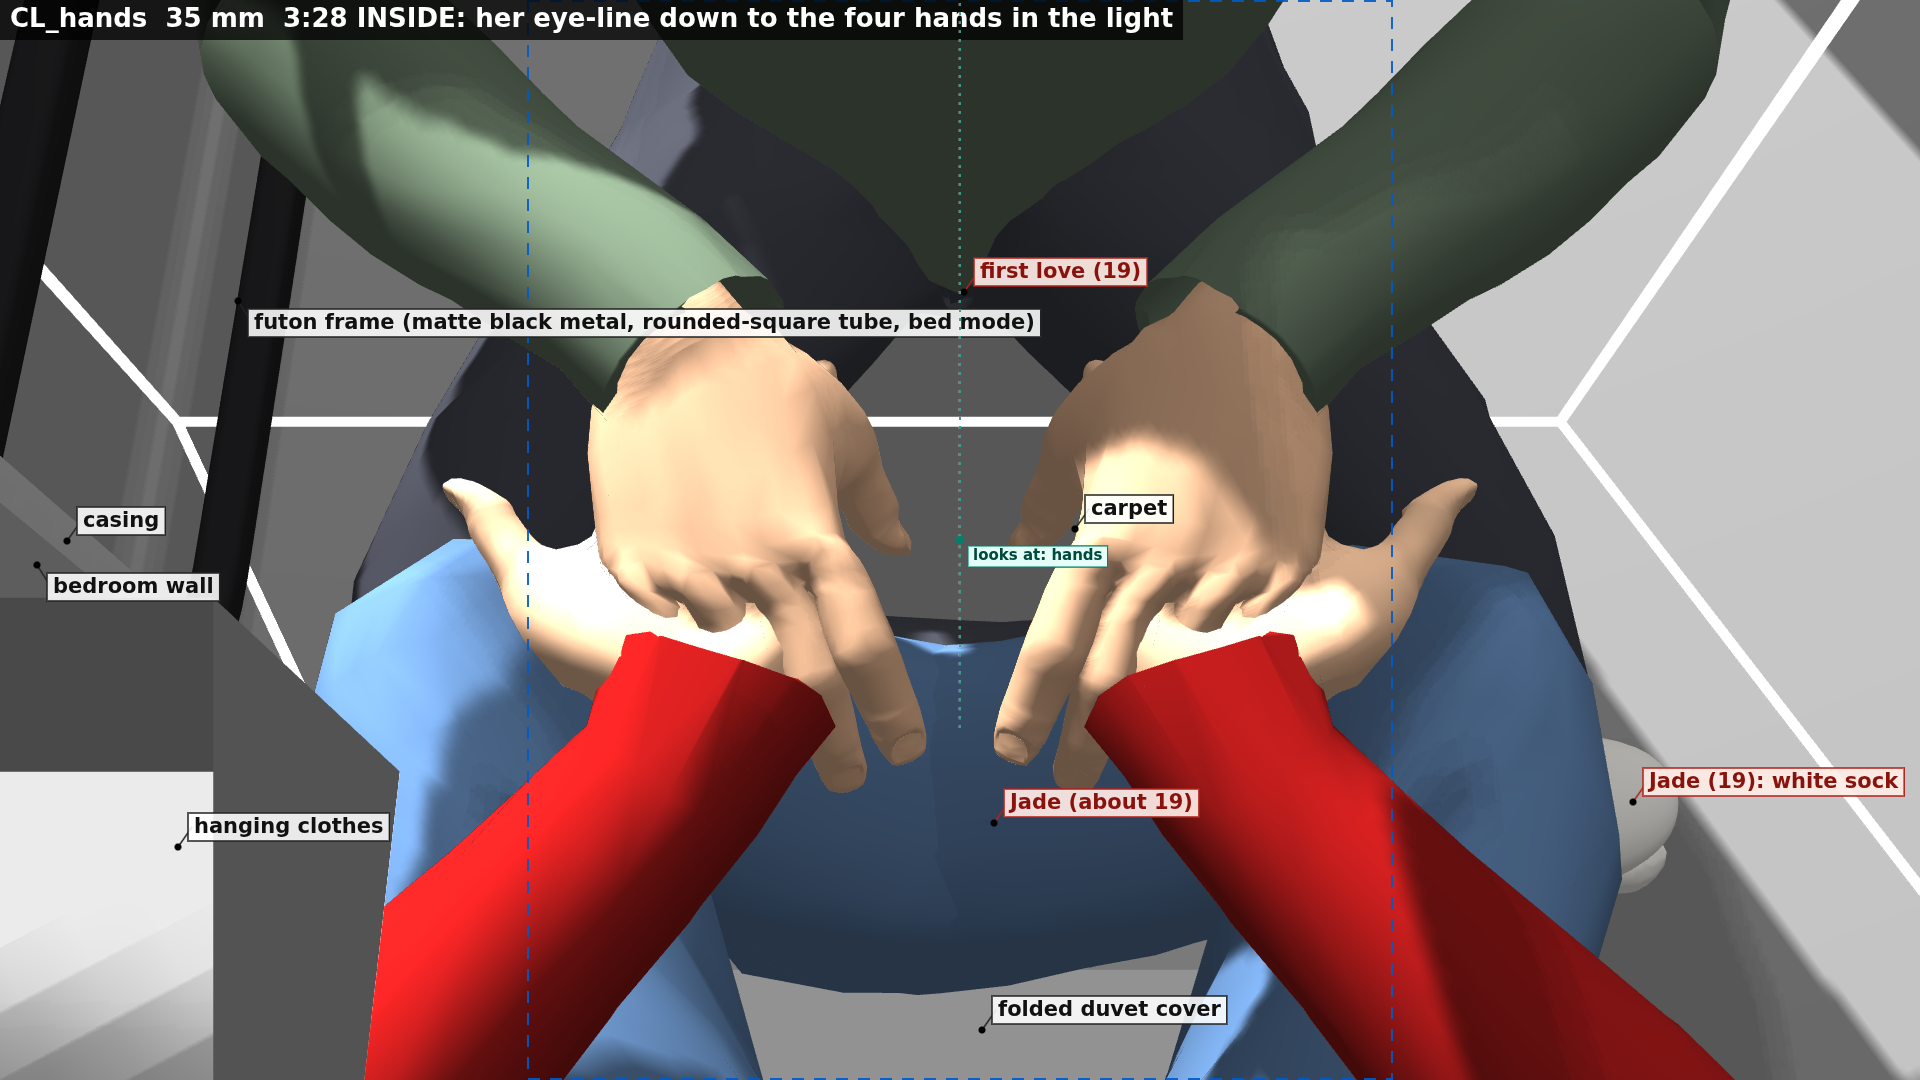 CL_hands 35 mm 3:28 INSIDE: her eye-line down to the four hands in the light
first love (19)
futon frame (matte black metal, rounded-square tube, bed mode)
carpet
casing
looks at: hands
bedroom wall
Jade (19): white sock
Jade (about 19)
hanging clothes
folded duvet cover